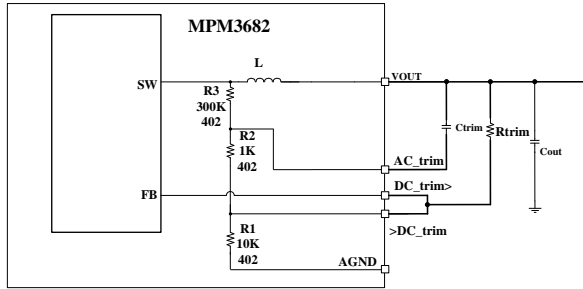 MPM3682
L
SW
VOUT
R3
300K
402
Ctrim
Rtrim
R2
1K
402
Cout
AC_trim
DC_trim>
FB
>DC_trim
R1
10K
402
AGND